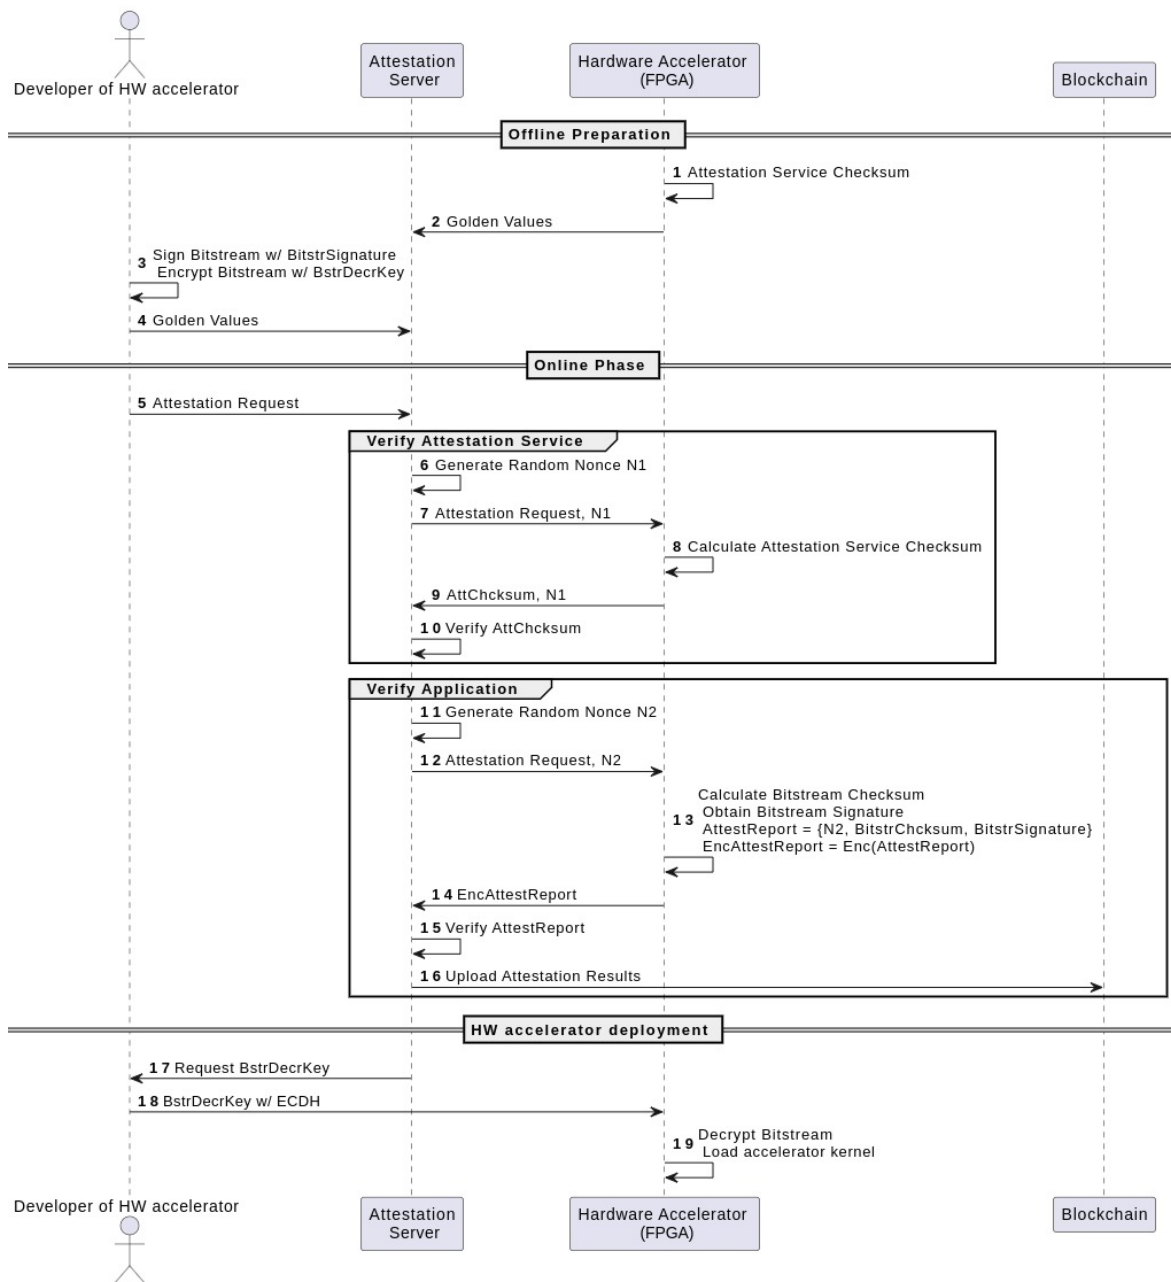 Developer of HW accelerator
Attestation
Server
Hardware Accelerator
(FPGA)
Blockchain
Offline Preparation
1 Attestation Service Checksum
2 Golden Values
3 Sign Bitstream w/ BitstrSignature
Encrypt Bitstream w/ BstrDecrKey
4 Golden Values
Online Phase
5 Attestation Request
Verify Attestation Service
6 Generate Random Nonce N1
7 Attestation Request, N1
8 Calculate Attestation Service Checksum
9 AttChcksum, N1
10 Verify AttChcksum
Verify Application
11 Generate Random Nonce N2
12 Attestation Request, N2
Calculate Bitstream Checksum
Obtain Bitstream Signature
13 AttestReport = {N2, BitstrChcksum, BitstrSignature}
EncAttestReport = Enc(AttestReport)
14 EncAttestReport
15 Verify AttestReport
16 Upload Attestation Results
HW accelerator deployment
17 Request BstrDecrKey
18 BstrDecrKey w/ ECDH
19 Decrypt Bitstream
Load accelerator kernel
Developer of HW accelerator
Attestation
Server
Hardware Accelerator
(FPGA)
Blockchain